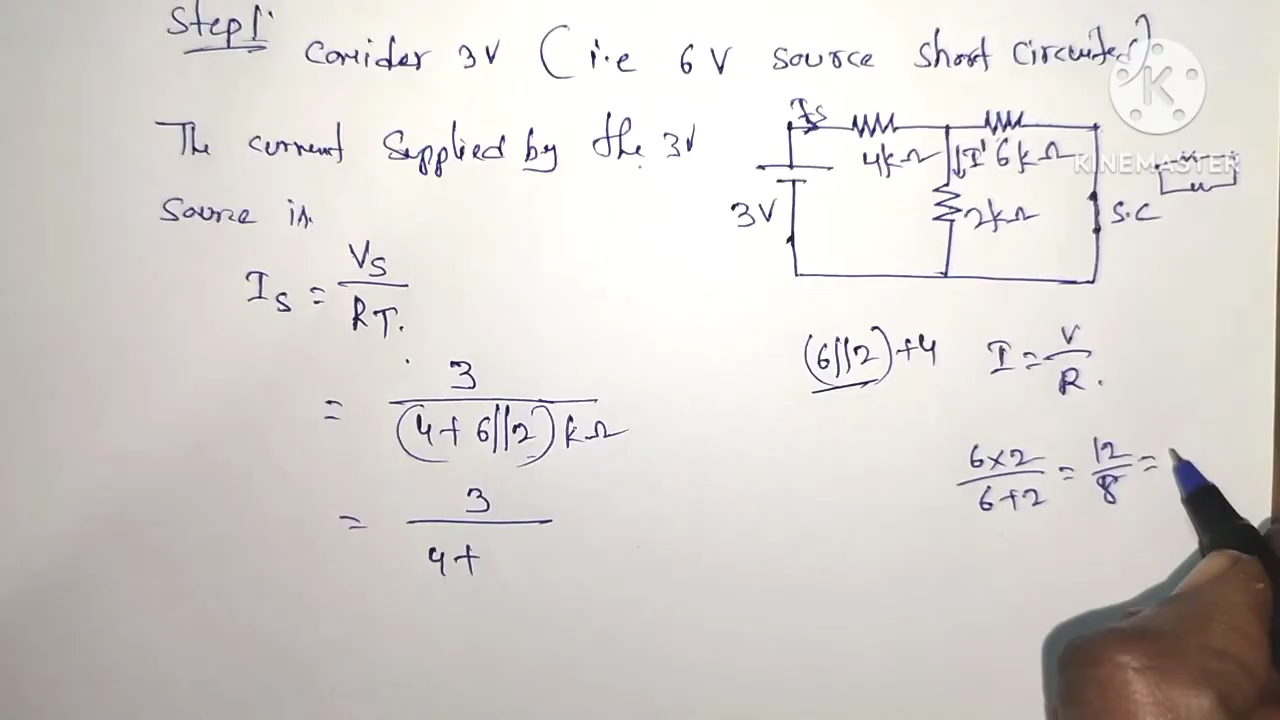 Step1:
Consider 3V (i.e 6V source short circuited)
The current supplied by the 3V
source is
Is = Vs / RT.
= 3 / (4+6||2) kΩ
= 3 / 4+
Is
4kΩ
I'
6kΩ
3V
2kΩ
S.C
K
KINEMASTER
(6||2)+4
I = V / R.
6×2 / 6+2 = 12 / 8 =